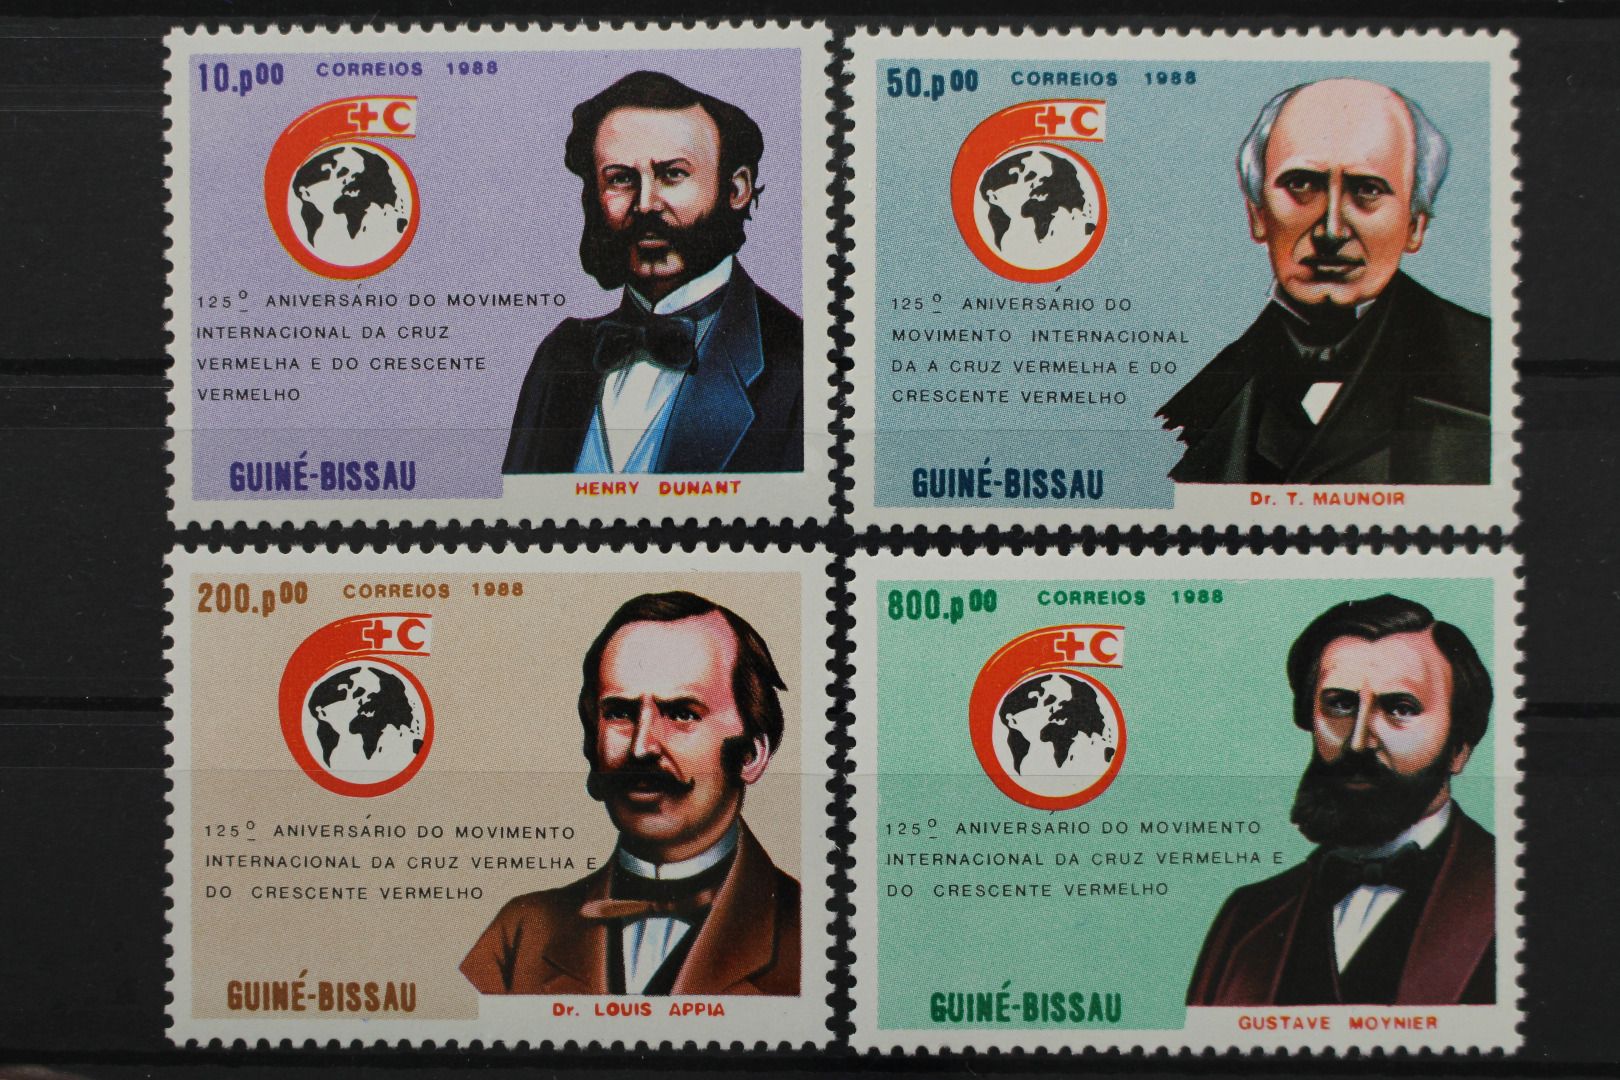 10.P00 CORREIOS 1988
125º ANIVERSÁRIO DO MOVIMENTO
INTERNACIONAL DA CRUZ
VERMELHA E DO CRESCENTE
VERMELHO
GUINÉ-BISSAU
HENRY DUNANT
50.P00 CORREIOS 1988
125º ANIVERSÁRIO DO
MOVIMENTO INTERNACIONAL
DA A CRUZ VERMELHA E DO
CRESCENTE VERMELHO
GUINÉ-BISSAU
Dr. T. MAUNOIR
200.P00 CORREIOS 1988
125º ANIVERSÁRIO DO MOVIMENTO
INTERNACIONAL DA CRUZ VERMELHA E
DO CRESCENTE VERMELHO
GUINÉ-BISSAU
Dr. LOUIS APPIA
800.P00 CORREIOS 1988
125º ANIVERSÁRIO DO MOVIMENTO
INTERNACIONAL DA CRUZ VERMELHA E
DO CRESCENTE VERMELHO
GUINÉ-BISSAU
GUSTAVE MOYNIER